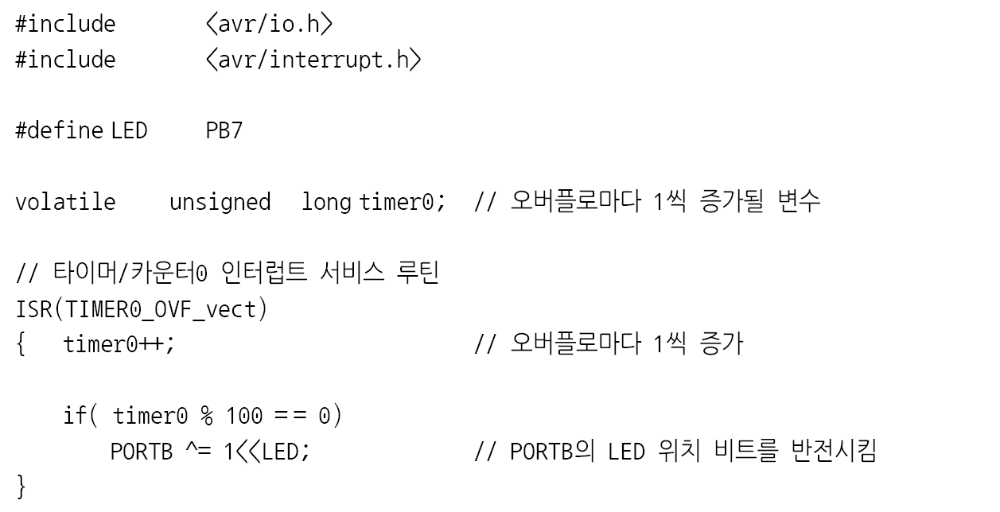 #include <avr/io.h>
#include <avr/interrupt.h>
#define LED PB7
volatile unsigned long timer0; // 오버플로마다 1씩 증가될 변수
// 타이머/카운터0 인터럽트 서비스 루틴
ISR(TIMER0_OVF_vect)
{ timer0++; // 오버플로마다 1씩 증가
if( timer0 % 100 == 0)
PORTB ^= 1<<LED; // PORTB의 LED 위치 비트를 반전시킴
}